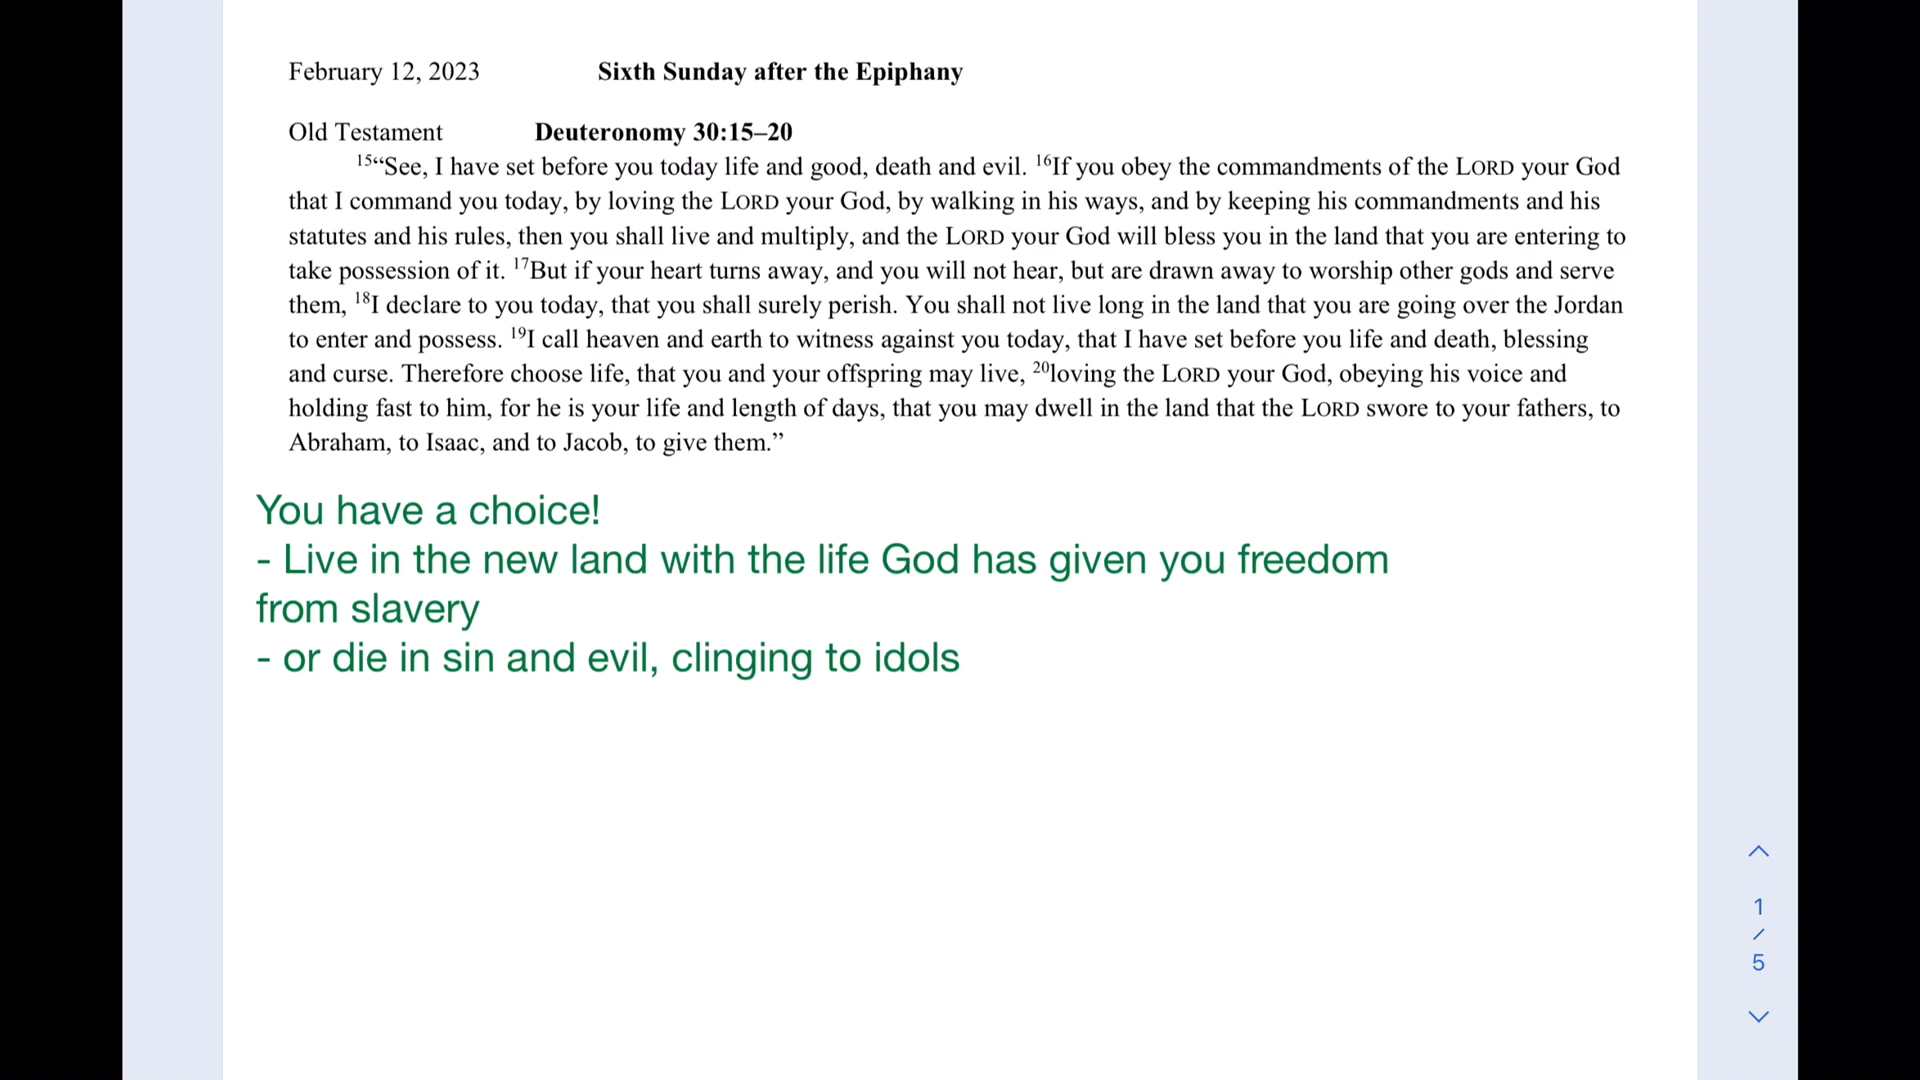 February 12, 2023 Sixth Sunday after the Epiphany
Old Testament Deuteronomy 30:15–20
15“See, I have set before you today life and good, death and evil. 16If you obey the commandments of the LORD your God
that I command you today, by loving the LORD your God, by walking in his ways, and by keeping his commandments and his
statutes and his rules, then you shall live and multiply, and the LORD your God will bless you in the land that you are entering to
take possession of it. 17But if your heart turns away, and you will not hear, but are drawn away to worship other gods and serve
them, 18I declare to you today, that you shall surely perish. You shall not live long in the land that you are going over the Jordan
to enter and possess. 19I call heaven and earth to witness against you today, that I have set before you life and death, blessing
and curse. Therefore choose life, that you and your offspring may live, 20loving the LORD your God, obeying his voice and
holding fast to him, for he is your life and length of days, that you may dwell in the land that the LORD swore to your fathers, to
Abraham, to Isaac, and to Jacob, to give them.”
You have a choice!
- Live in the new land with the life God has given you freedom
from slavery
- or die in sin and evil, clinging to idols
1
/
5